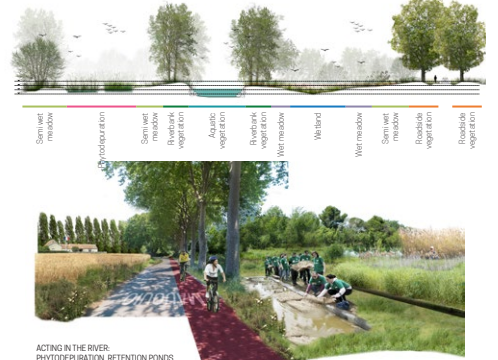 Semi wet
meadow
Phytodepuration
Semi wet
meadow
Riverbank
vegetation
Aquatic
vegetation
Riverbank
vegetation
Wet meadow
Wetland
Wet meadow
Semi wet
meadow
Roadside
vegetation
Roadside
vegetation
ACTING IN THE RIVER:
PHYTODEPURATION, RETENTION PONDS